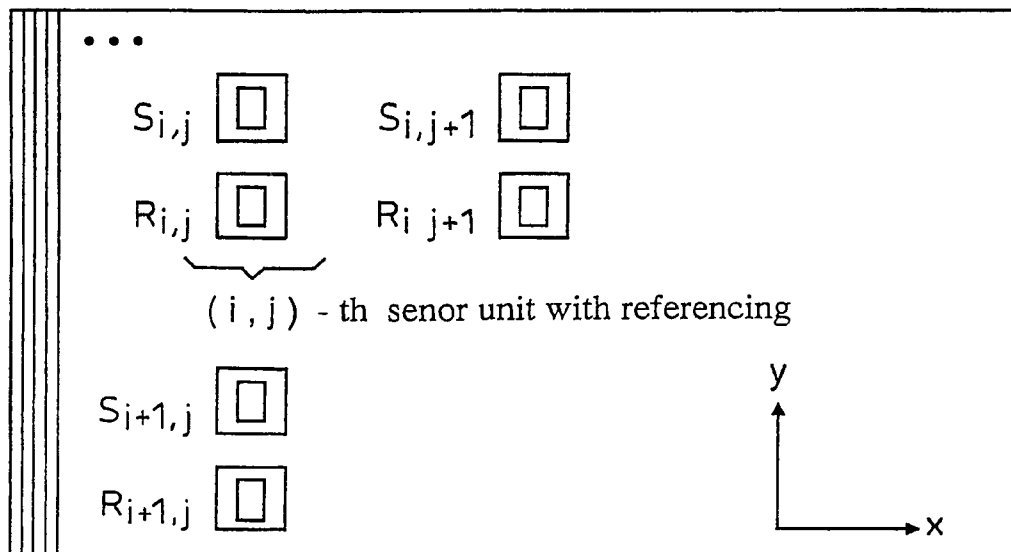 • • •
Si,j Si,j+1
Ri,j Ri j+1
(i,j) - th senor unit with referencing
Si+1,j
y
Ri+1,j
x